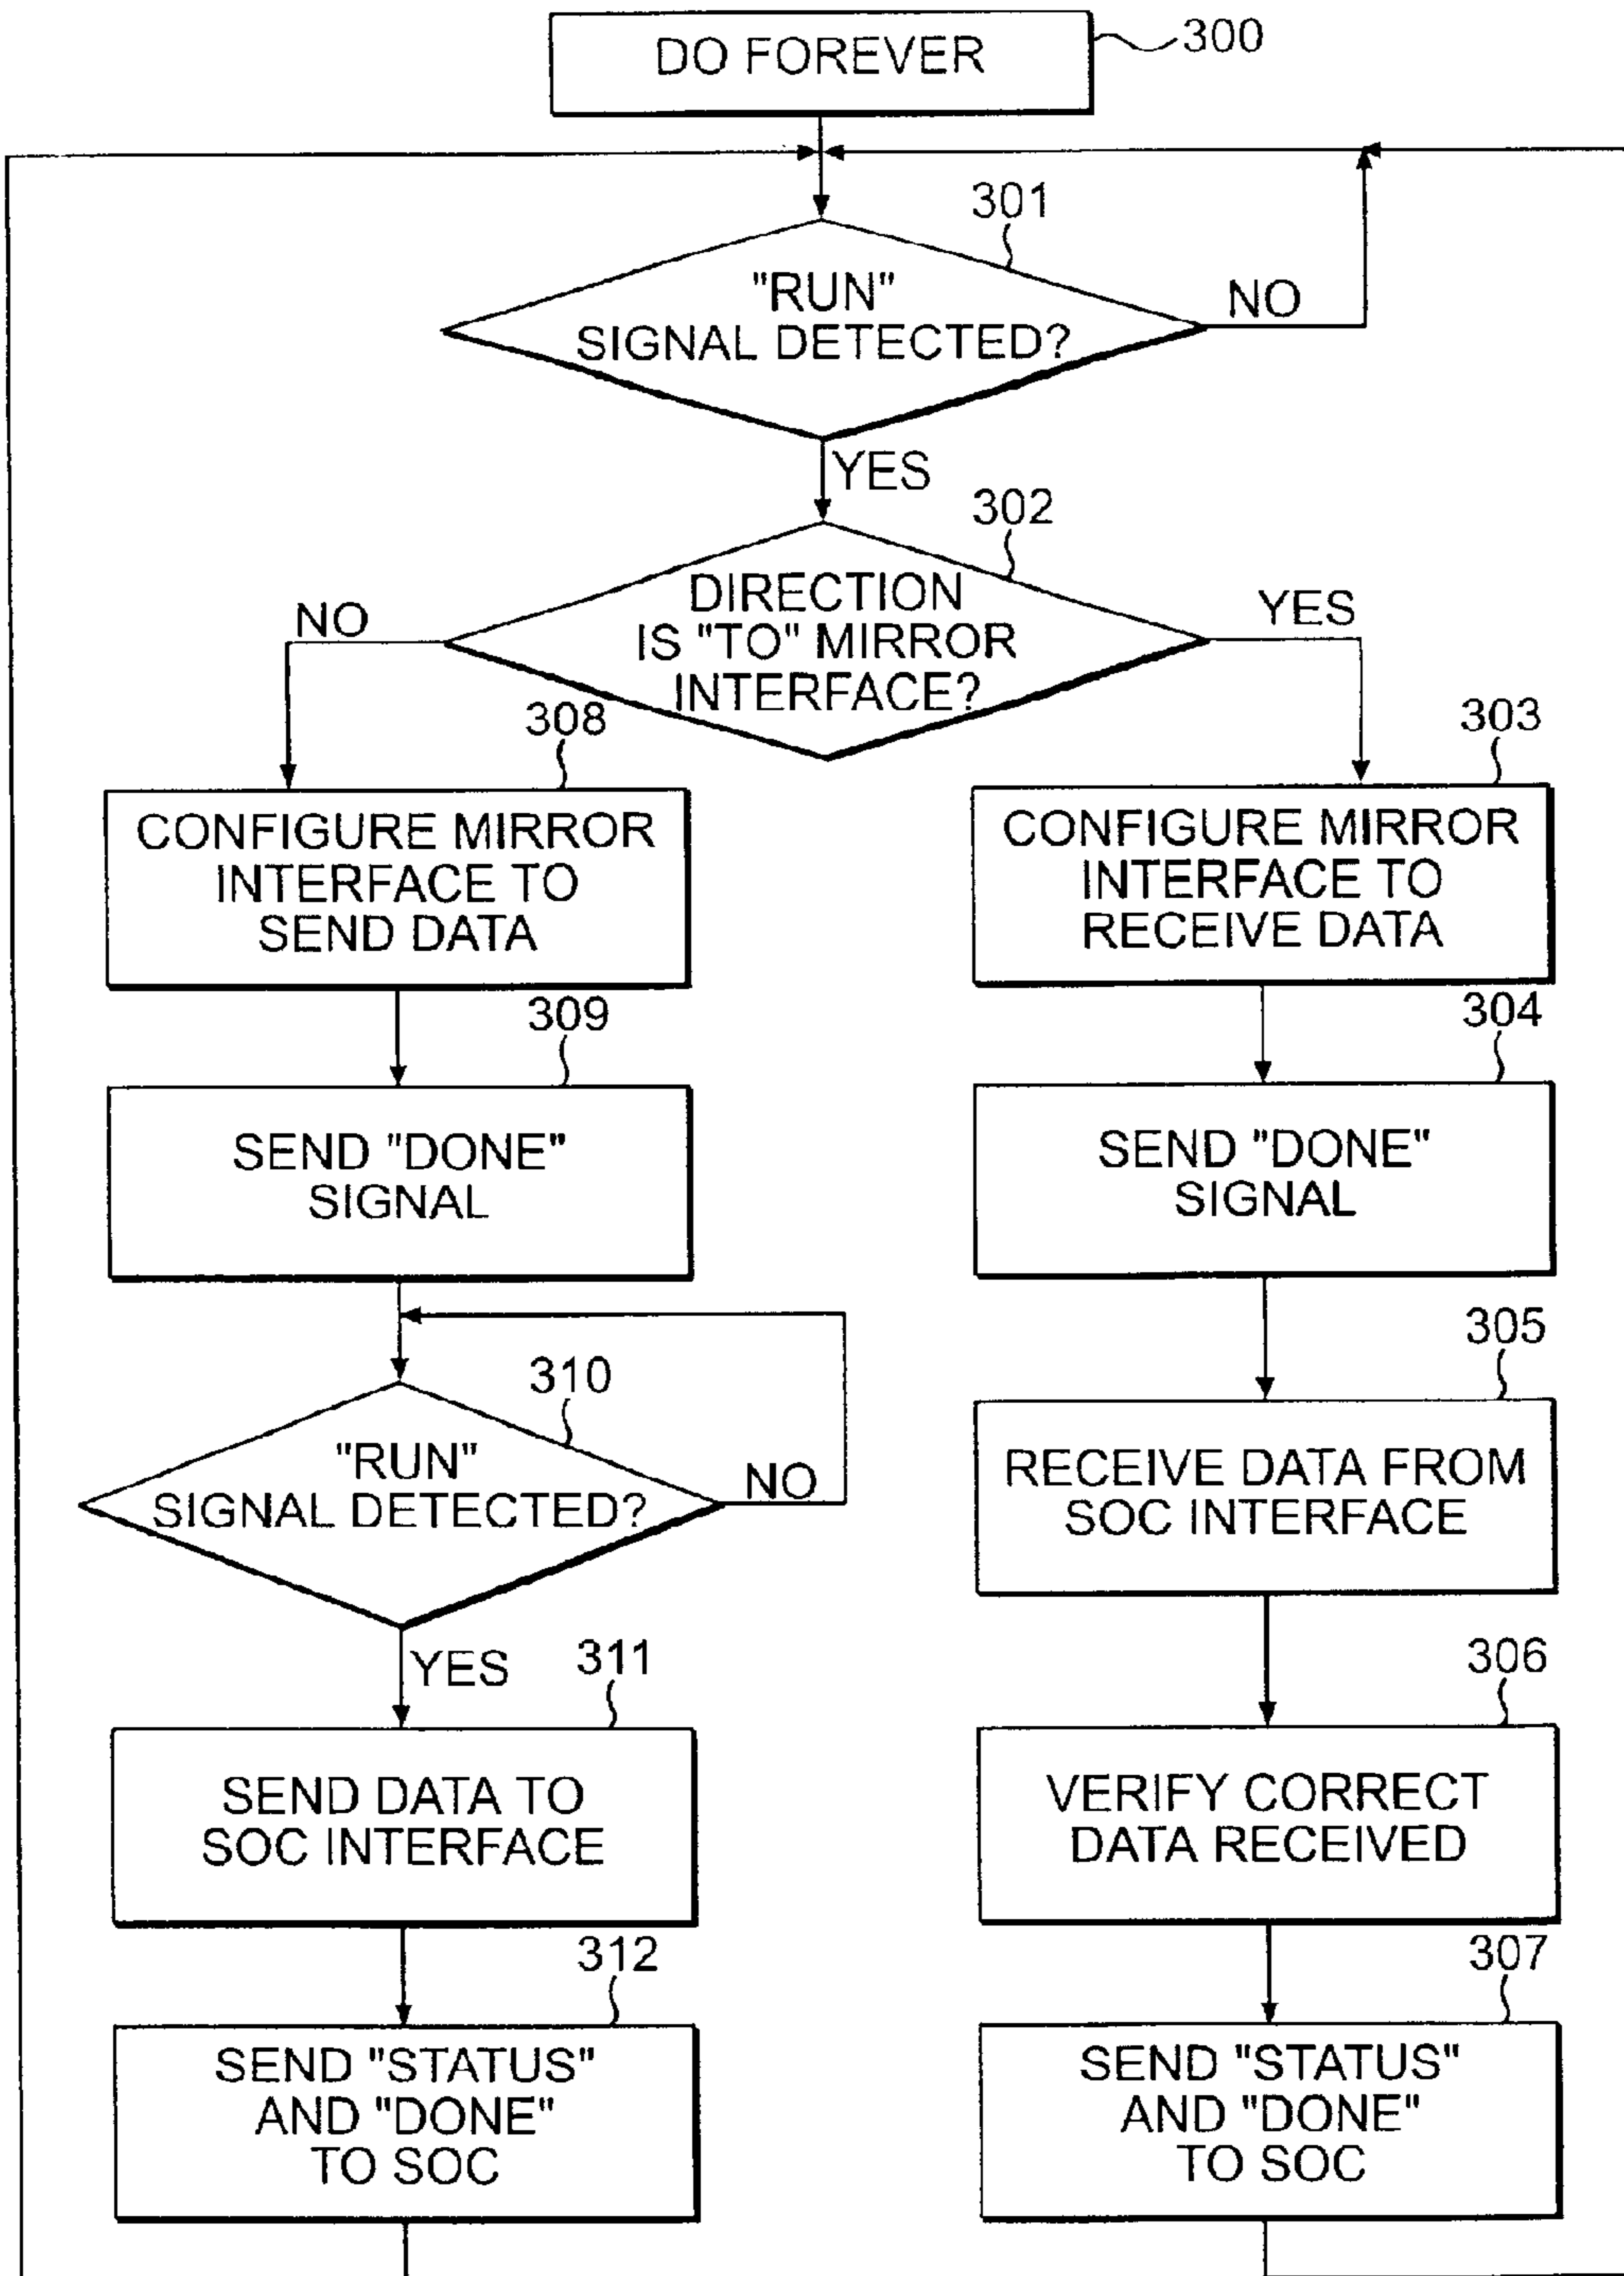 DO FOREVER
300
301
"RUN"
SIGNAL DETECTED?
NO
YES
302
DIRECTION
IS "TO" MIRROR
INTERFACE?
NO
YES
308
CONFIGURE MIRROR
INTERFACE TO
SEND DATA
303
CONFIGURE MIRROR
INTERFACE TO
RECEIVE DATA
309
SEND "DONE"
SIGNAL
304
SEND "DONE"
SIGNAL
310
"RUN"
SIGNAL DETECTED?
NO
YES
305
RECEIVE DATA FROM
SOC INTERFACE
311
SEND DATA TO
SOC INTERFACE
306
VERIFY CORRECT
DATA RECEIVED
312
SEND "STATUS"
AND "DONE"
TO SOC
307
SEND "STATUS"
AND "DONE"
TO SOC